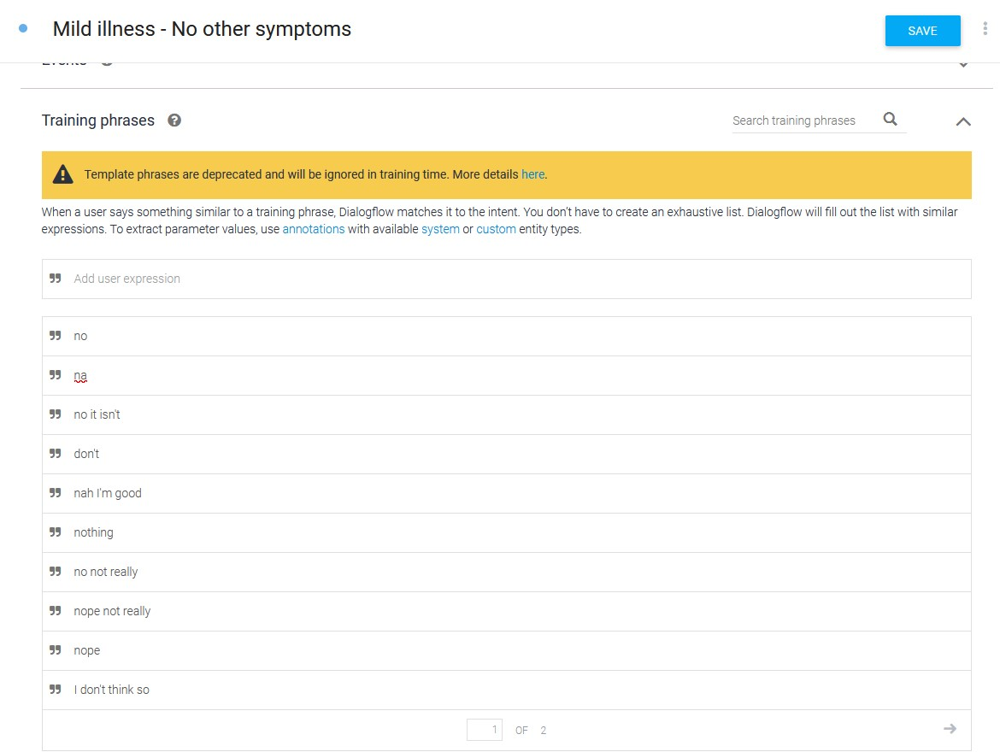 Mild illness - No other symptoms
SAVE
Events
Training phrases
Search training phrases
Template phrases are deprecated and will be ignored in training time. More details here.
When a user says something similar to a training phrase, Dialogflow matches it to the intent. You don't have to create an exhaustive list. Dialogflow will fill out the list with similar
expressions. To extract parameter values, use annotations with available system or custom entity types.
Add user expression
no
na
no it isn't
don't
nah I'm good
nothing
no not really
nope not really
nope
I don't think so
1 OF 2